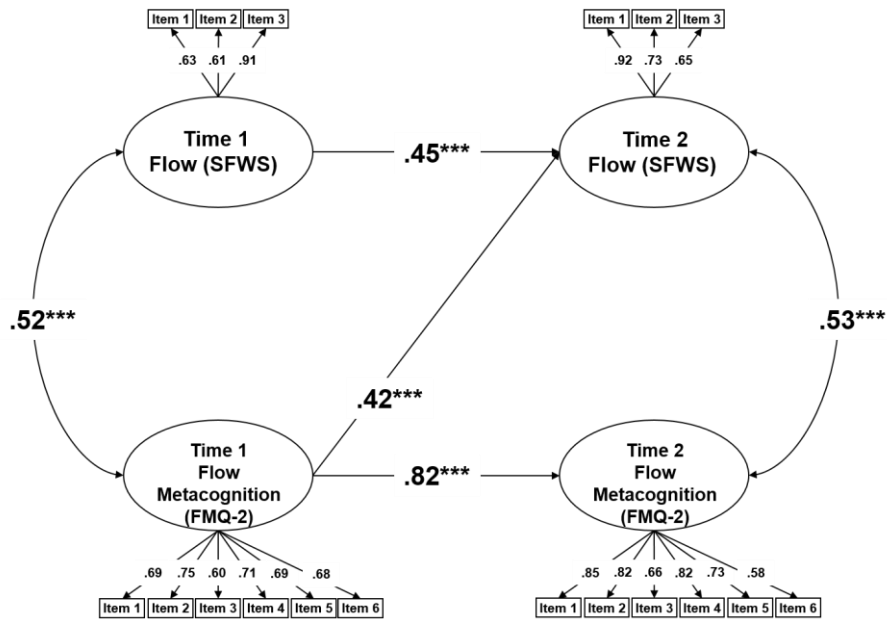 Item 1 Item 2 Item 3
Item 1 Item 2 Item 3
.63 .61 .91
.92 .73 .65
Time 1
Flow (SFWS)
.45***
Time 2
Flow (SFWS)
.52***
.53***
.42***
Time 1
Flow
Metacognition
(FMQ-2)
.82***
Time 2
Flow
Metacognition
(FMQ-2)
.69 .75 .60 .71 .69 .68
.85 .82 .66 .82 .73 .58
Item 1 Item 2 Item 3 Item 4 Item 5 Item 6
Item 1 Item 2 Item 3 Item 4 Item 5 Item 6